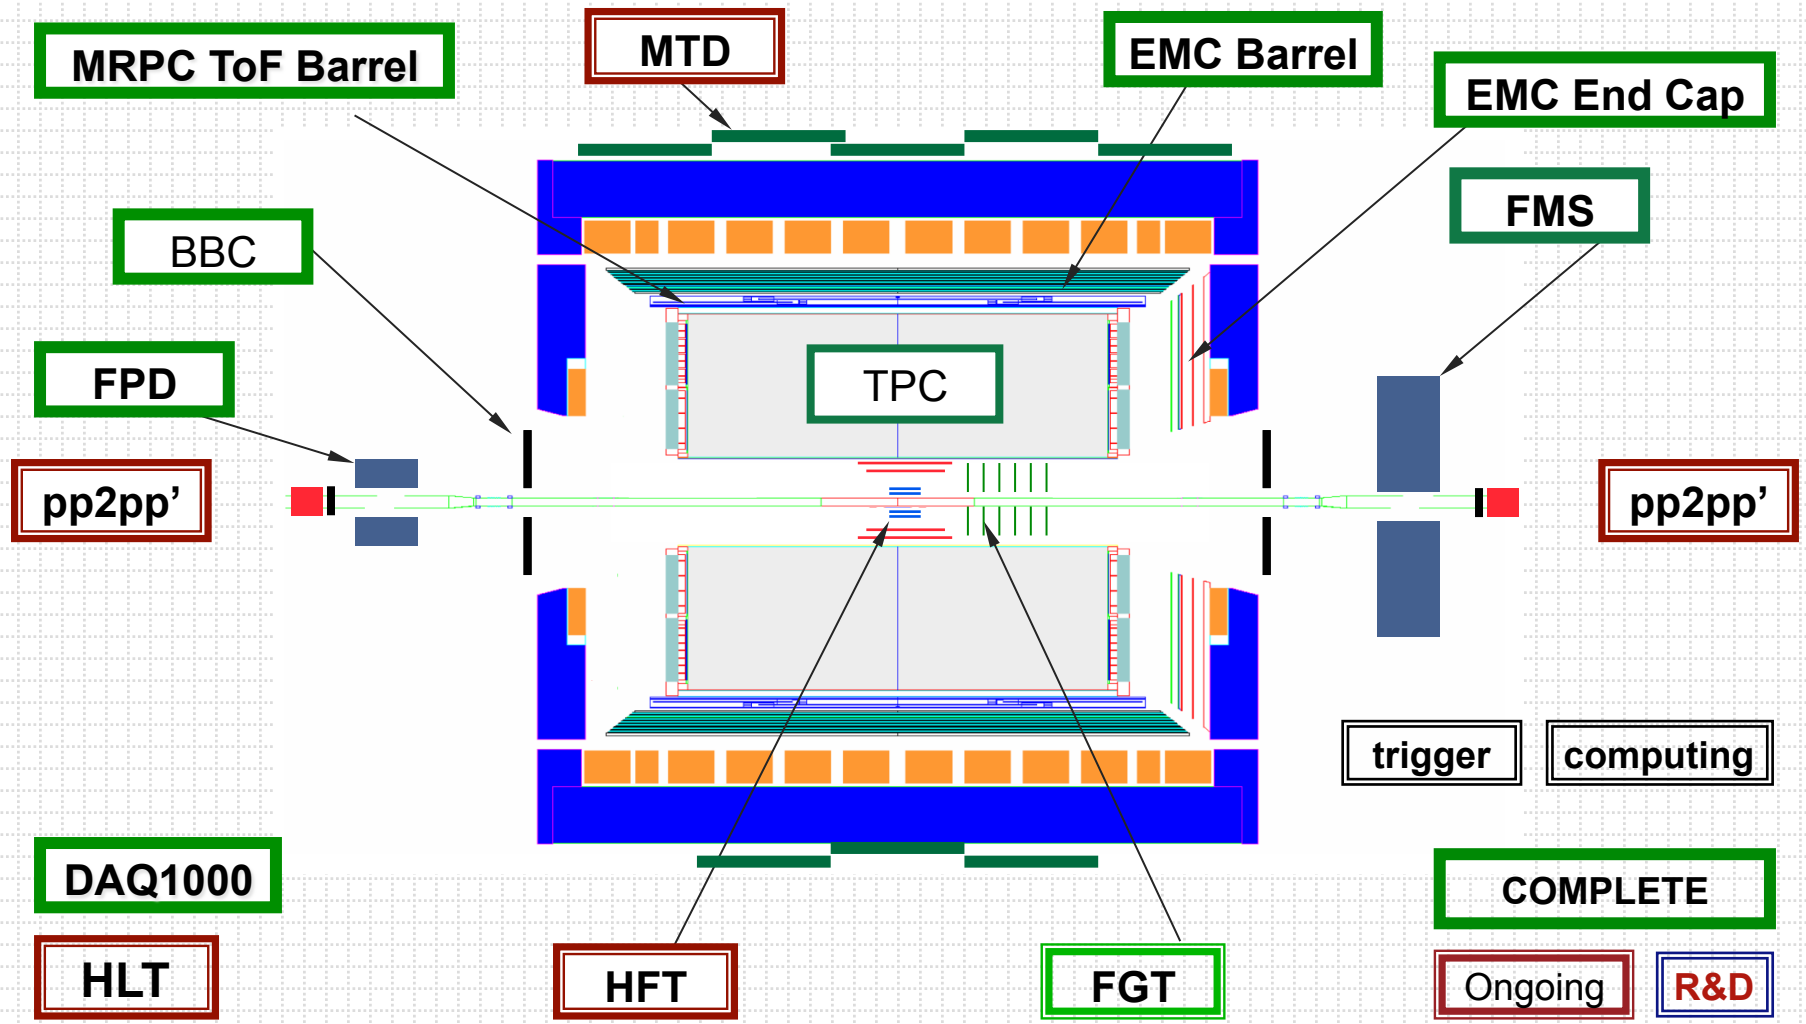 MRPC ToF Barrel
MTD
EMC Barrel
EMC End Cap
FMS
BBC
FPD
TPC
pp2pp’
pp2pp’
trigger
computing
DAQ1000
COMPLETE
HLT
HFT
FGT
Ongoing
R&D